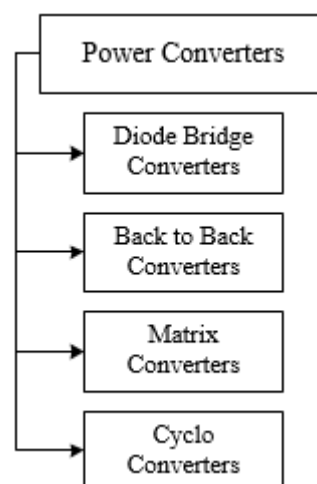 Power Converters
Diode Bridge
Converters
Back to Back
Converters
Matrix
Converters
Cyclo
Converters